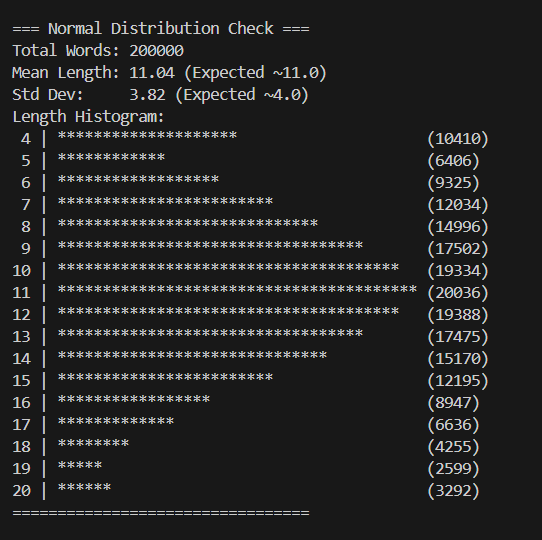 === Normal Distribution Check ===
Total Words: 200000
Mean Length: 11.04 (Expected ~11.0)
Std Dev:     3.82 (Expected ~4.0)
Length Histogram:
 4 | ******************** (10410)
 5 | ************ (6406)
 6 | ****************** (9325)
 7 | ************************ (12034)
 8 | ***************************** (14996)
 9 | ********************************** (17502)
10 | ************************************** (19334)
11 | **************************************** (20036)
12 | ************************************** (19388)
13 | ********************************** (17475)
14 | ****************************** (15170)
15 | ************************ (12195)
16 | ***************** (8947)
17 | ************* (6636)
18 | ******** (4255)
19 | ***** (2599)
20 | ****** (3292)
=================================